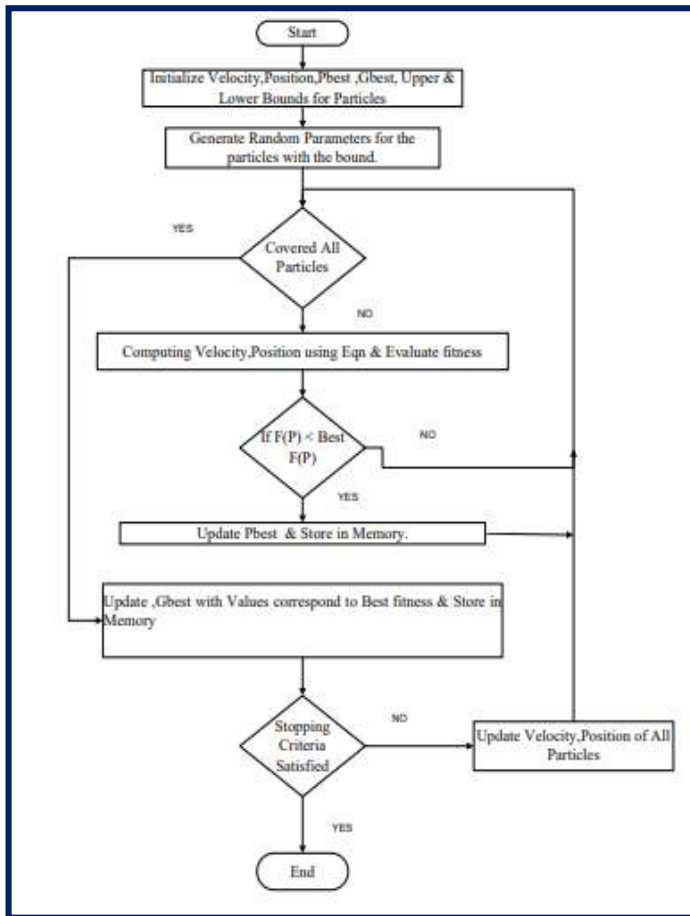 Start
Initialize Velocity,Position,Pbest ,Gbest, Upper &
Lower Bounds for Particles
Generate Random Parameters for the
particles with the bound.
YES
Covered All
Particles
NO
Computing Velocity,Position using Eqn & Evaluate fitness
If F(P) < Best
F(P)
NO
YES
Update Pbest & Store in Memory.
Update ,Gbest with Values correspond to Best fitness & Store in
Memory
Stopping
Criteria
Satisfied
NO
Update Velocity,Position of All
Particles
YES
End